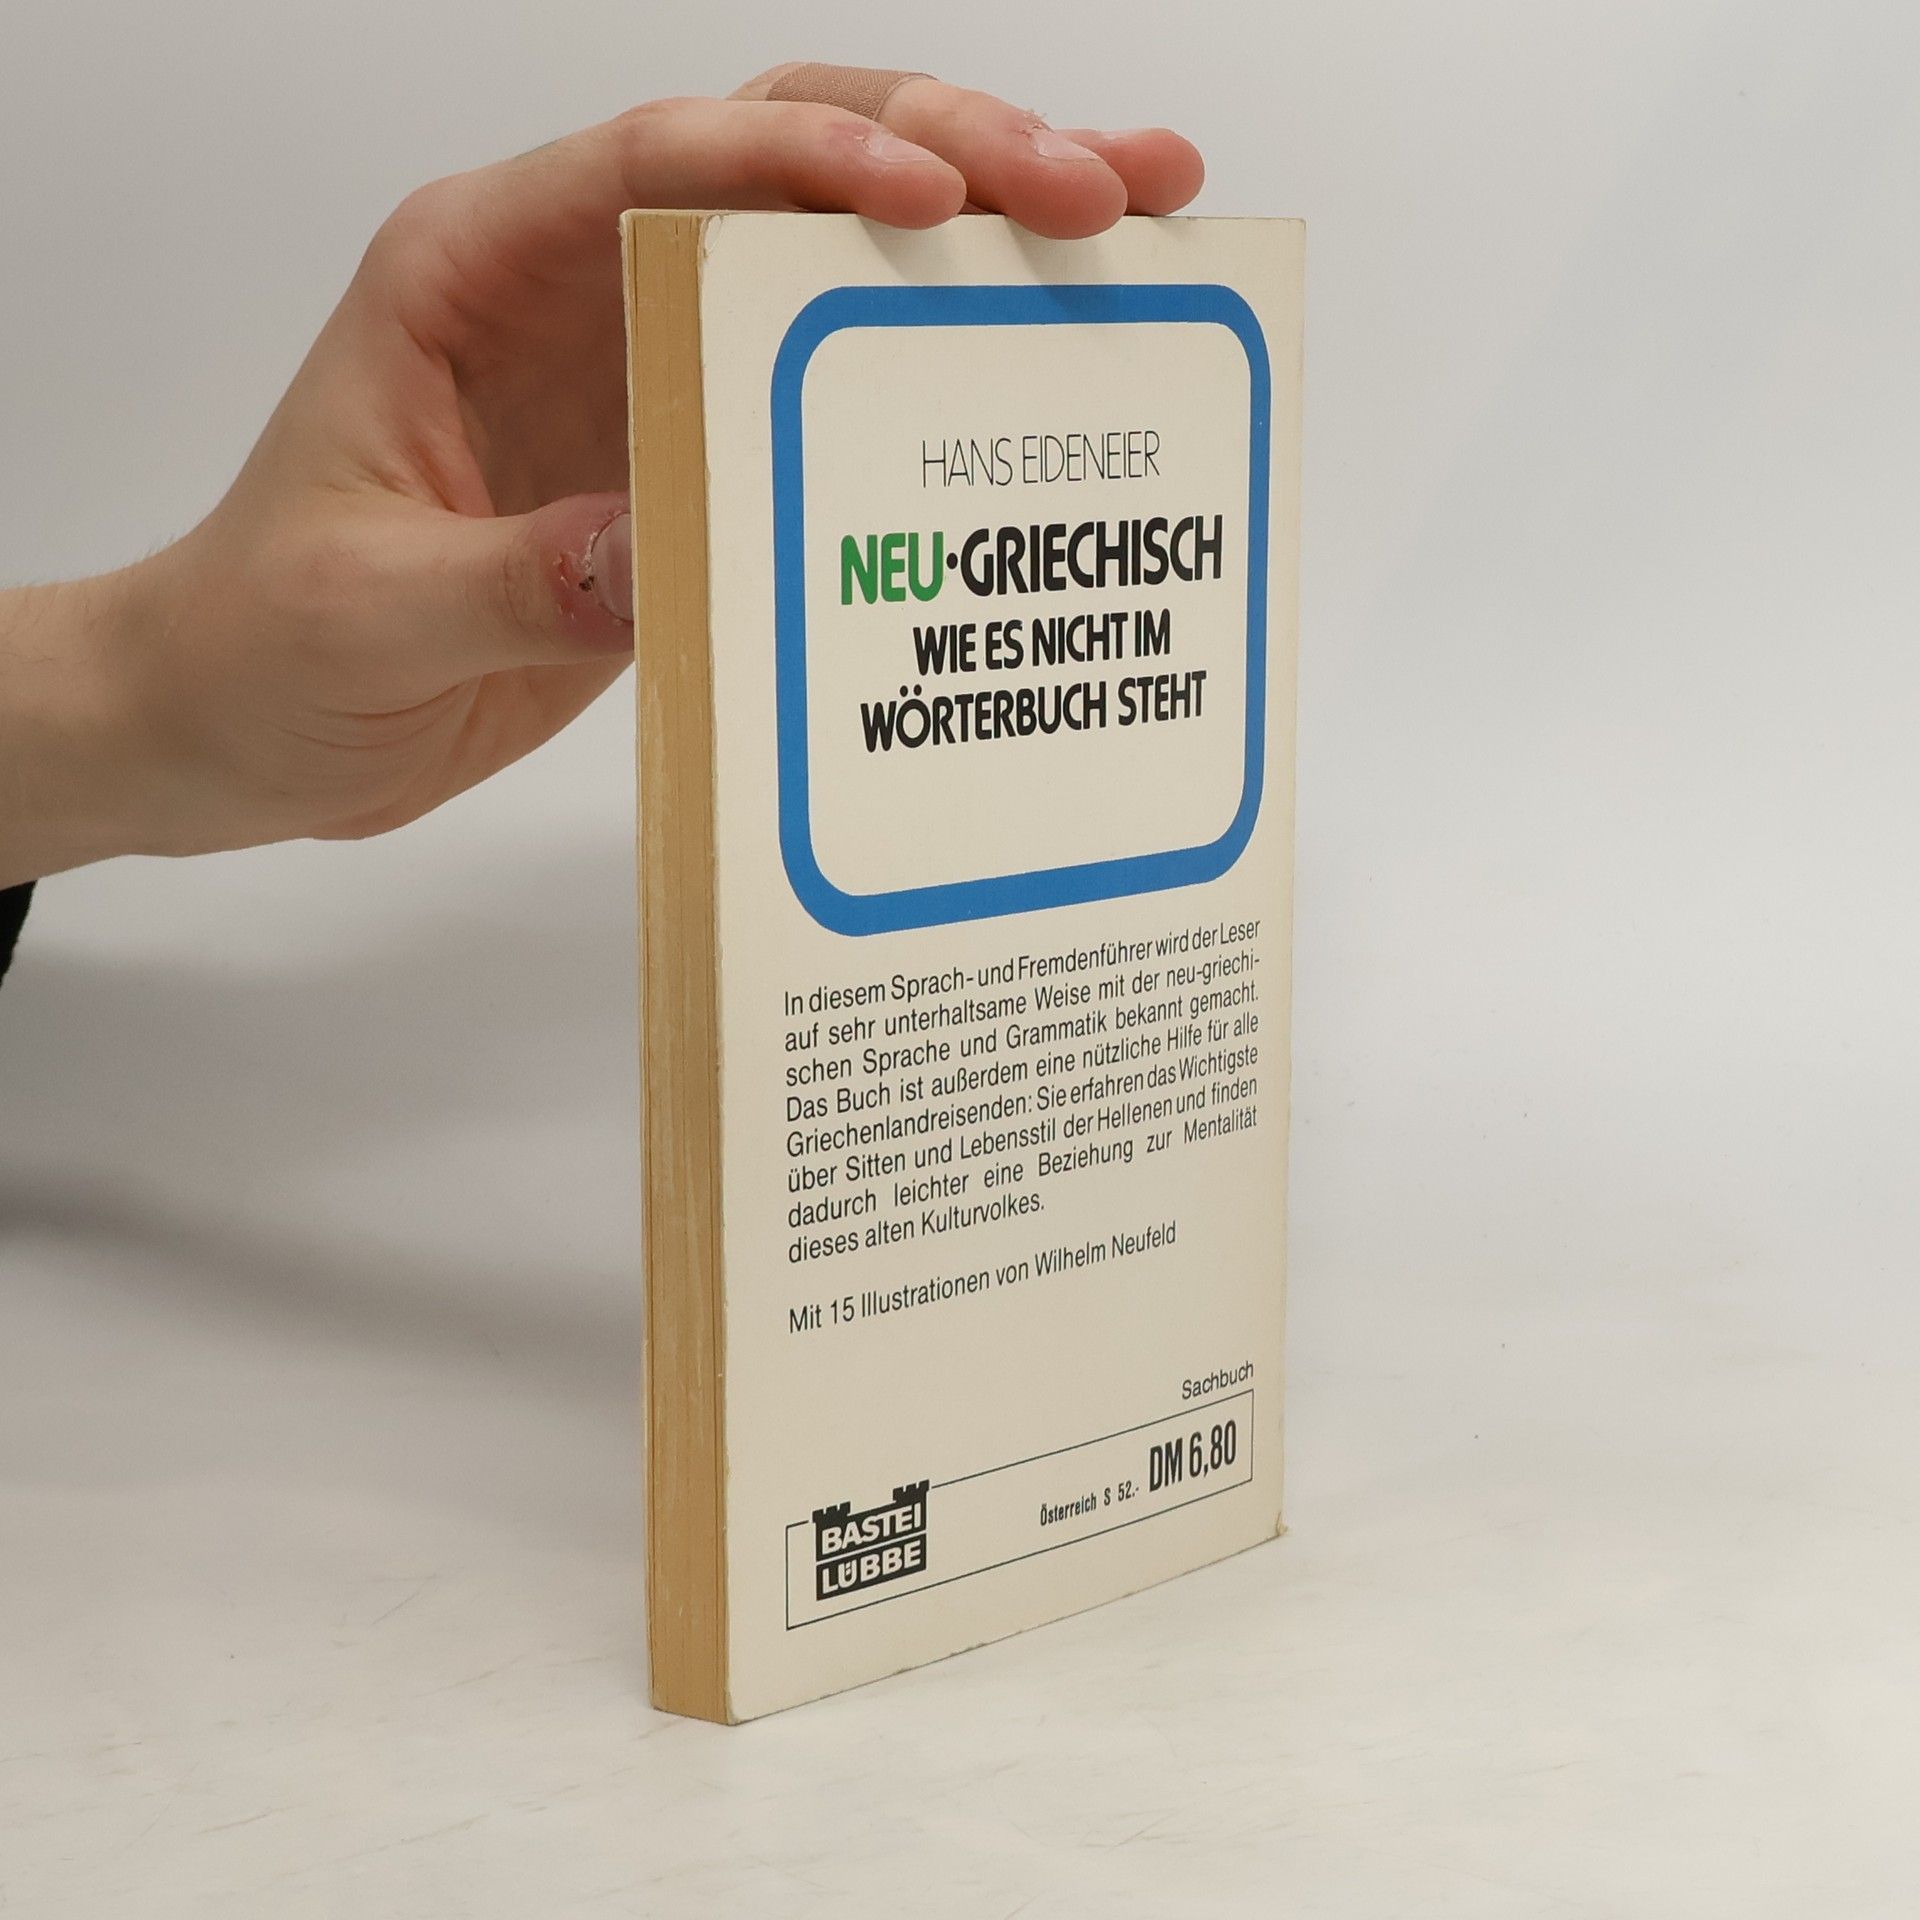 HANS EIDENEIER
NEU·GRIECHISCH
WIE ES NICHT IM
WÖRTERBUCH STEHT
In diesem Sprach- und Fremdenführer wird der Leser
auf sehr unterhaltsame Weise mit der neu-griechi-
schen Sprache und Grammatik bekannt gemacht.
Das Buch ist außerdem eine nützliche Hilfe für alle
Griechenlandreisenden: Sie erfahren das Wichtigste
über Sitten und Lebensstil der Hellenen und finden
dadurch leichter eine Beziehung zur Mentalität
dieses alten Kulturvolkes.
Mit 15 Illustrationen von Wilhelm Neufeld
Sachbuch
Österreich S 52.- DM 6,80
BASTEI
LÜBBE